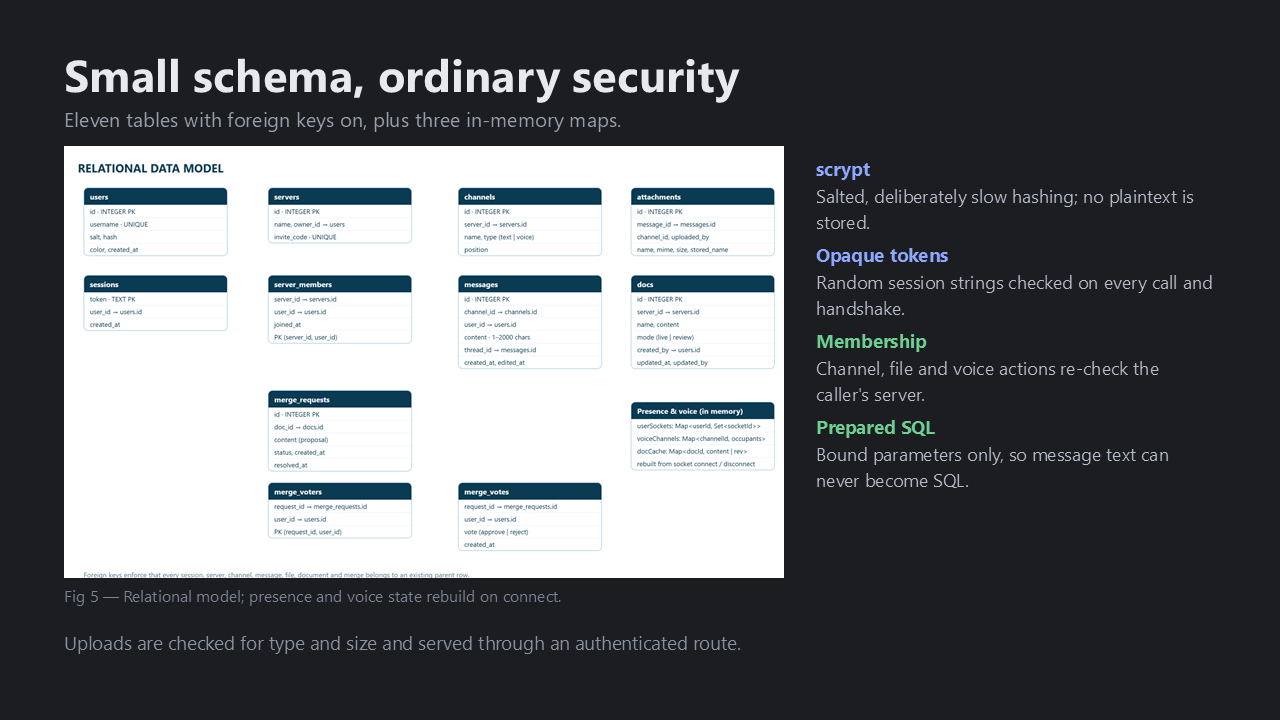 Small schema, ordinary security
Eleven tables with foreign keys on, plus three in-memory maps.
RELATIONAL DATA MODEL
users
id · INTEGER PK
username · UNIQUE
salt, hash
color, created_at
servers
id · INTEGER PK
name, owner_id → users
invite_code · UNIQUE
channels
id · INTEGER PK
server_id → servers.id
name, type (text | voice)
position
attachments
id · INTEGER PK
message_id → messages.id
channel_id, uploaded_by
name, mime, size, stored_name
sessions
token · TEXT PK
user_id → users.id
created_at
server_members
server_id → servers.id
user_id → users.id
joined_at
PK (server_id, user_id)
messages
id · INTEGER PK
channel_id → channels.id
user_id → users.id
content · 1–2000 chars
thread_id → messages.id
created_at, edited_at
docs
id · INTEGER PK
server_id → servers.id
name, content
mode (live | review)
created_by → users.id
updated_at, updated_by
merge_requests
id · INTEGER PK
doc_id → docs.id
content (proposal)
status, created_at
resolved_at
Presence & voice (in memory)
userSockets: Map<userId, Set<socketId>>
voiceChannels: Map<channelId, occupants>
docCache: Map<docId, content | rev>
rebuilt from socket connect / disconnect
merge_voters
request_id → merge_requests.id
user_id → users.id
PK (request_id, user_id)
merge_votes
request_id → merge_requests.id
user_id → users.id
vote (approve | reject)
created_at
Foreign keys enforce that every session, server, channel, message, file, document and merge belongs to an existing parent row.
Fig 5 — Relational model; presence and voice state rebuild on connect.
scrypt
Salted, deliberately slow hashing; no plaintext is
stored.
Opaque tokens
Random session strings checked on every call and
handshake.
Membership
Channel, file and voice actions re-check the
caller's server.
Prepared SQL
Bound parameters only, so message text can
never become SQL.
Uploads are checked for type and size and served through an authenticated route.